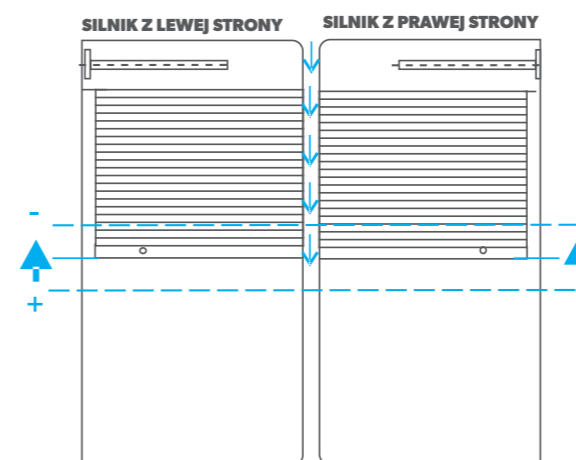 SILNIK Z LEWEJ STRONY
SILNIK Z PRAWEJ STRONY
-
+